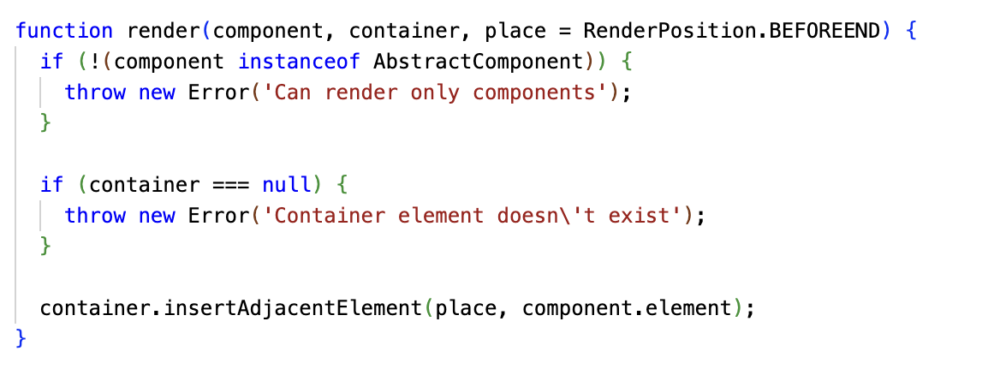 function render(component, container, place = RenderPosition.BEFOREEND) {
  if (!(component instanceof AbstractComponent)) {
    throw new Error('Can render only components');
  }

  if (container === null) {
    throw new Error('Container element doesn\'t exist');
  }

  container.insertAdjacentElement(place, component.element);
}